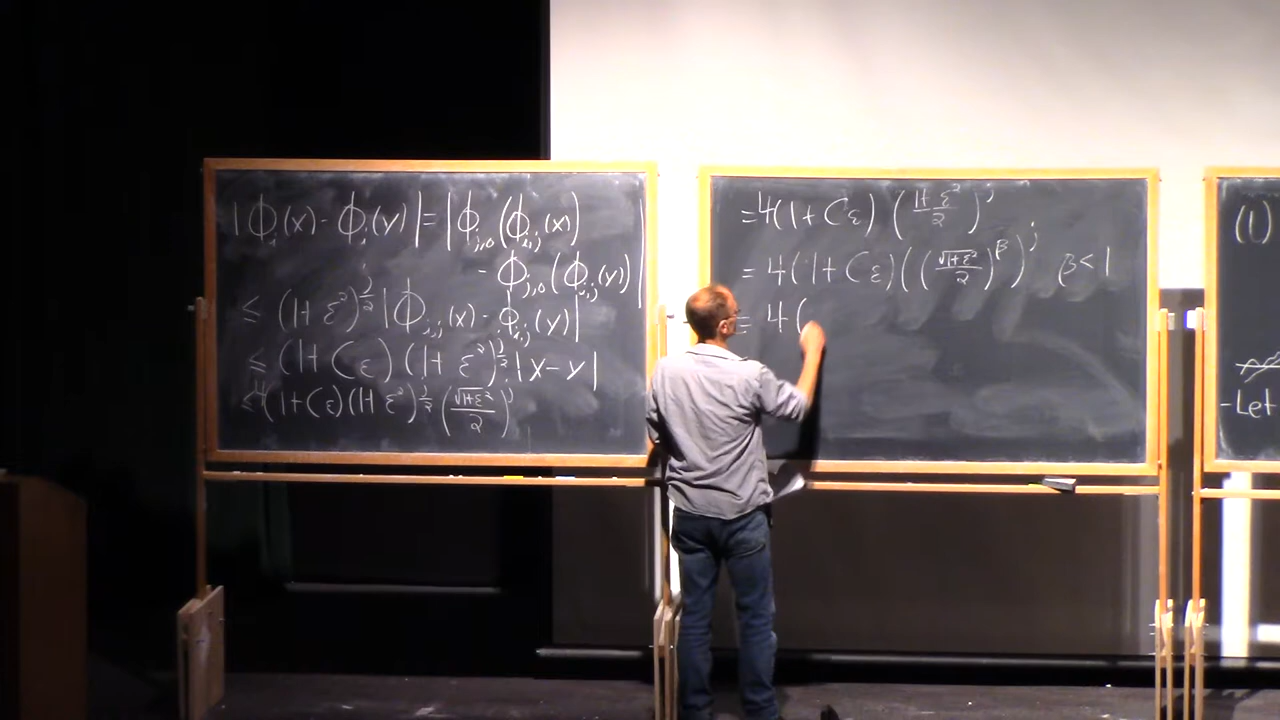 |Φ_i(x) - Φ_i(y)| = |Φ_{j,0}(Φ_{i,j}(x))
- Φ_{j,0}(Φ_{i,j}(y))|
≤ (1+ε²)^{j/2} |Φ_{i,j}(x) - Φ_{i,j}(y)|
≤ (1+Cε)(1+ε²)^{j/2} |x-y|
≤ 4(1+Cε)(1+ε²)^{j/2} (√(1+ε²)/2)^j
= 4(1+Cε) ((1+ε²)/2)^j
= 4(1+Cε) ((√(1+ε²)/2)^β)^j β<1
= 4(
(1)
-Let